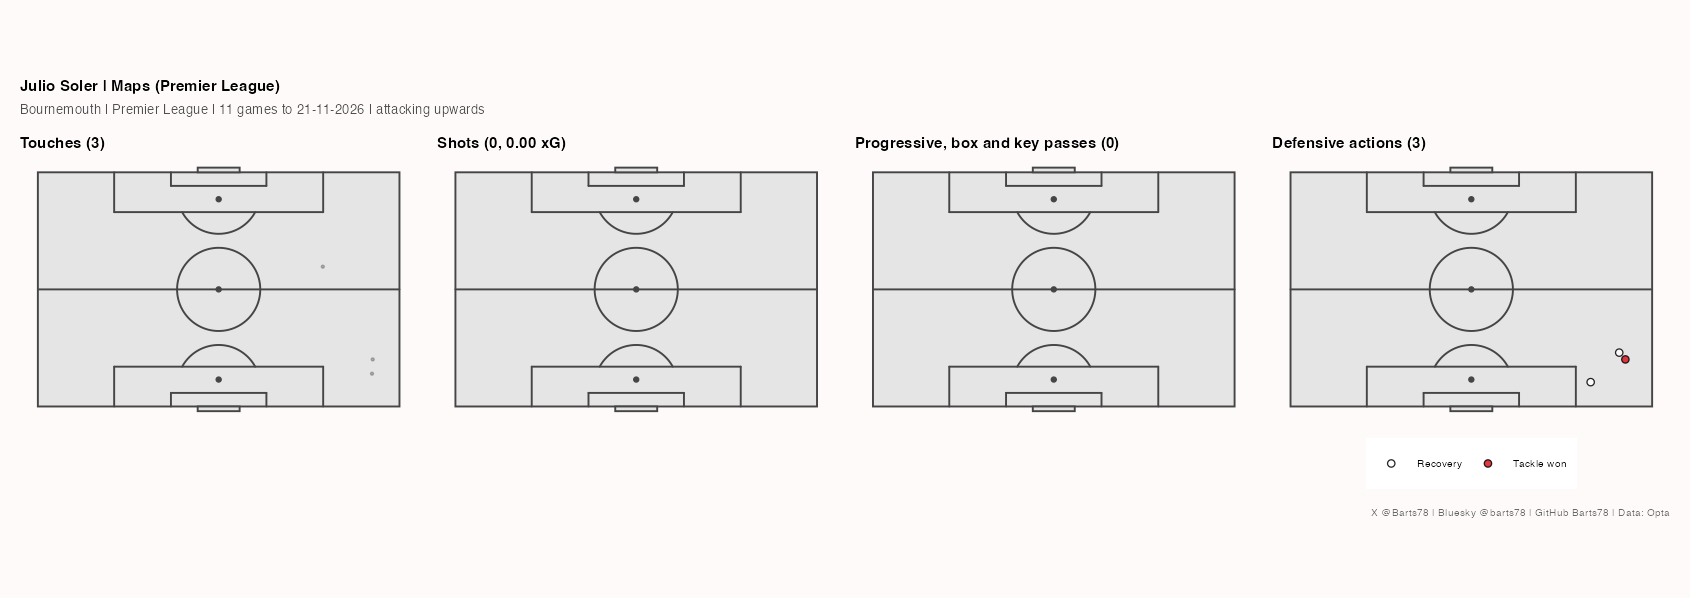 Julio Soler | Maps (Premier League)
Bournemouth | Premier League | 11 games to 21-11-2026 | attacking upwards
Touches (3)
Shots (0, 0.00 xG)
Progressive, box and key passes (0)
Defensive actions (3)
Recovery
Tackle won
X @Barts78 | Bluesky @barts78 | GitHub Barts78 | Data: Opta